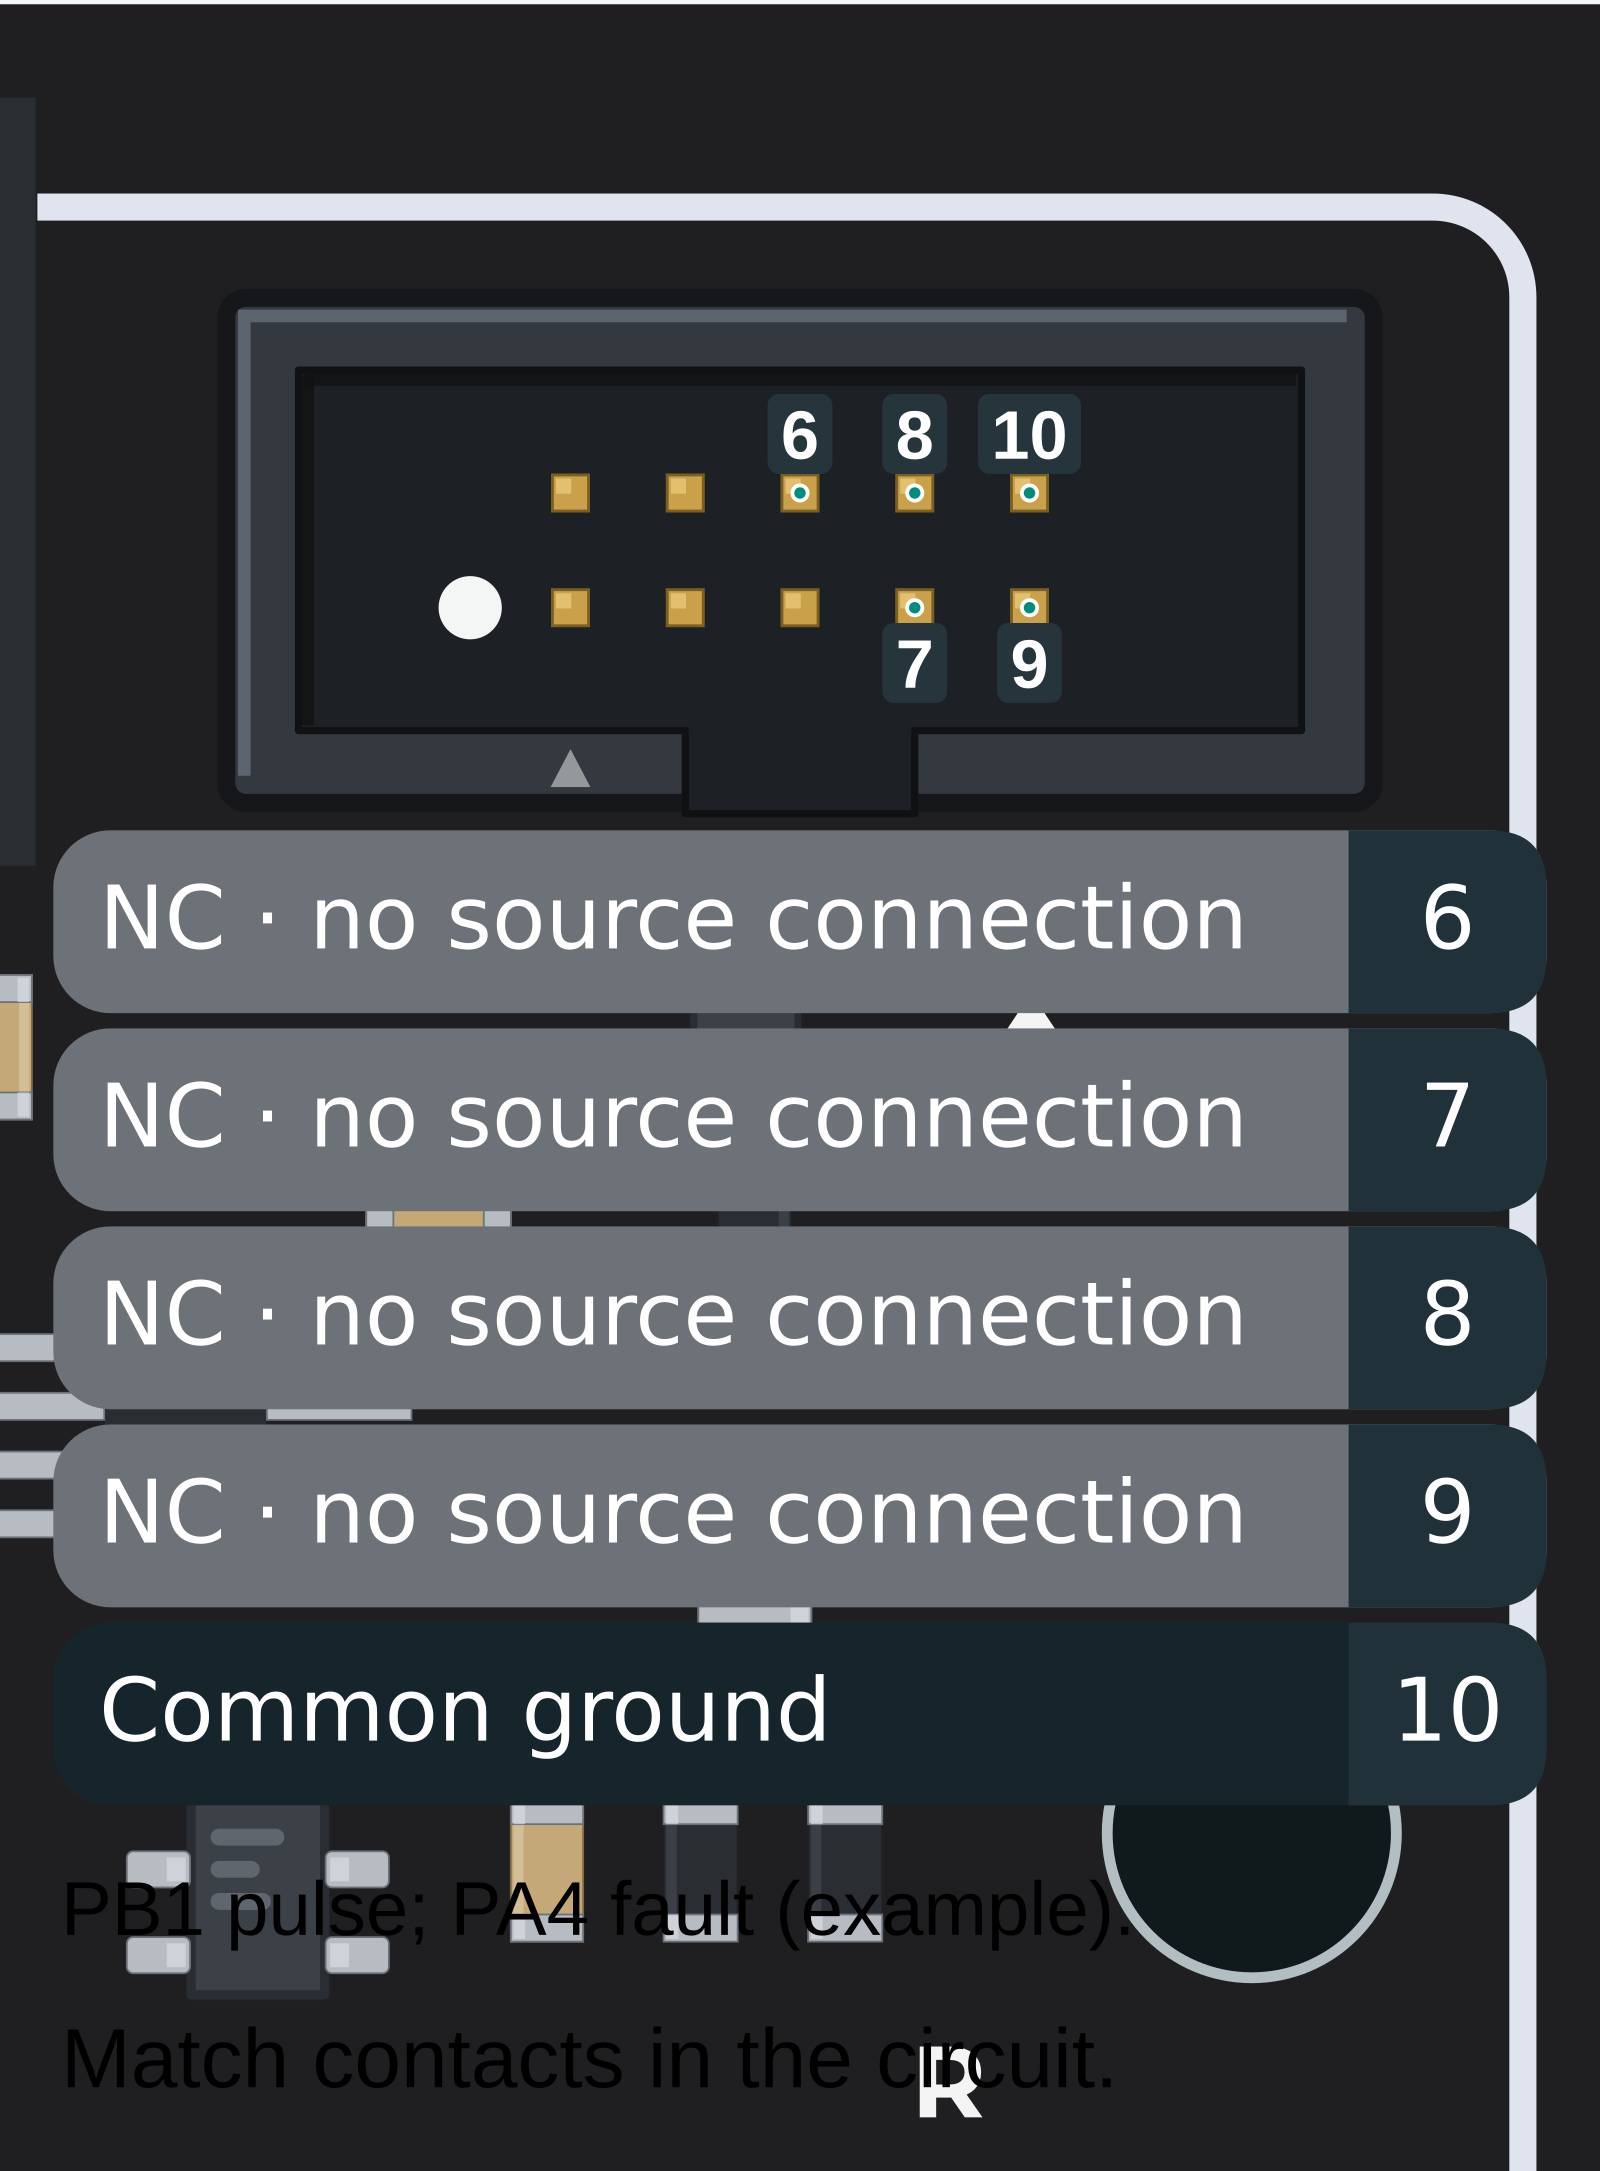 6 8 10
7 9
NC · no source connection 6
NC · no source connection 7
NC · no source connection 8
NC · no source connection 9
Common ground 10
PB1 pulse; PA4 fault (example).
Match contacts in the circuit.
R